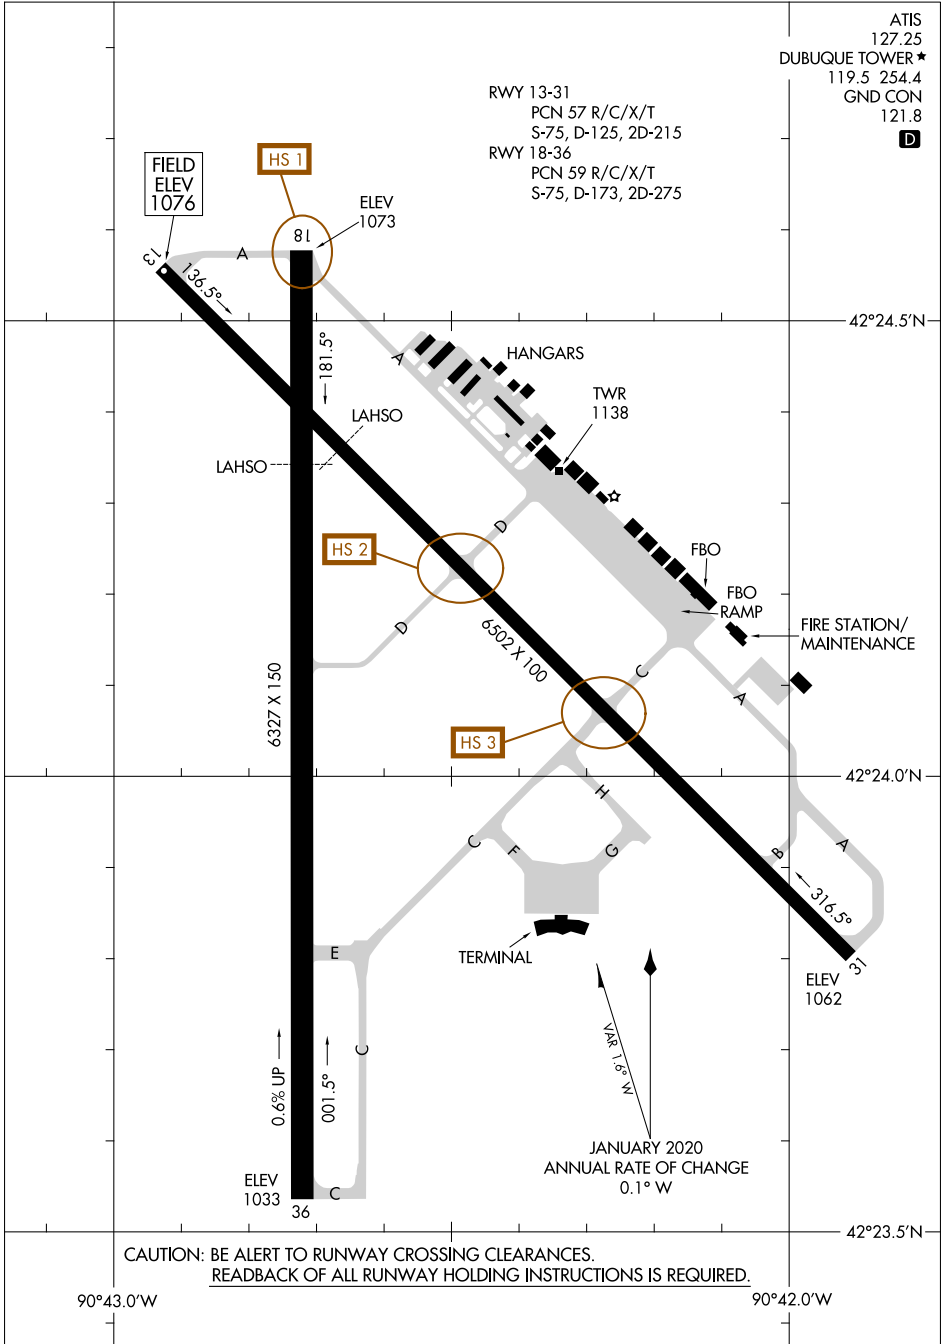 ATIS
127.25
DUBUQUE TOWER ★
119.5 254.4
GND CON
121.8
D
RWY 13-31
PCN 57 R/C/X/T
S-75, D-125, 2D-215
RWY 18-36
PCN 59 R/C/X/T
S-75, D-173, 2D-275
HS 1
FIELD
ELEV
1076
ELEV
1073
18
A
13
136.5°
42°24.5'N
181.5°
A
HANGARS
TWR
1138
LAHSO
LAHSO
D
HS 2
FBO
FBO
RAMP
FIRE STATION/
MAINTENANCE
D
6502 X 100
C
A
6327 X 150
HS 3
42°24.0'N
H
C
F
G
B
A
316.5°
31
ELEV
1062
E
TERMINAL
VAR 1.6° W
C
0.6% UP
001.5°
JANUARY 2020
ANNUAL RATE OF CHANGE
0.1° W
ELEV
1033
C
36
42°23.5'N
CAUTION: BE ALERT TO RUNWAY CROSSING CLEARANCES.
READBACK OF ALL RUNWAY HOLDING INSTRUCTIONS IS REQUIRED.
90°43.0'W
90°42.0'W